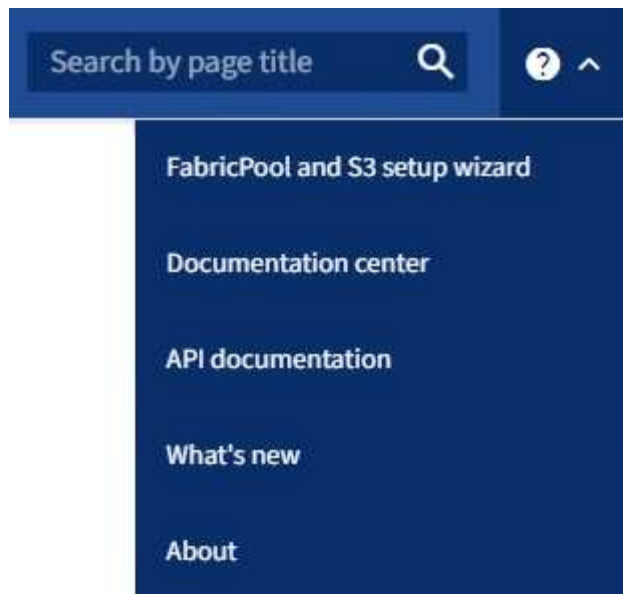 Search by page title
FabricPool and S3 setup wizard
Documentation center
API documentation
What's new
About